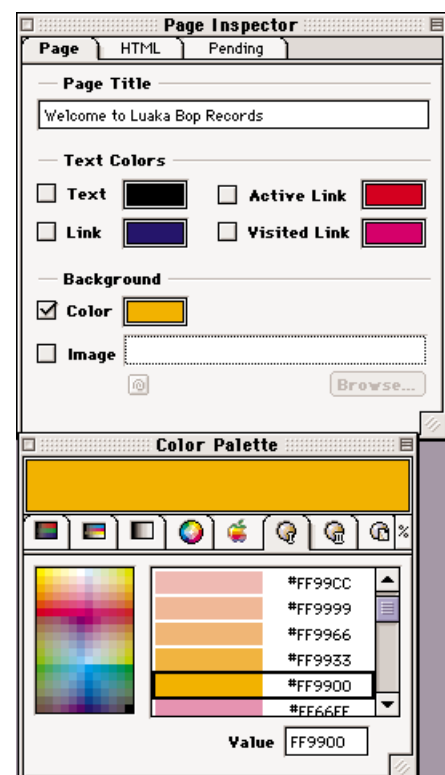 Page Inspector
Page HTML Pending
Page Title
Welcome to Luaka Bop Records
Text Colors
Text Active Link
Link Visited Link
Background
Color
Image
@ Browse...
Color Palette
%
#FF99CC
#FF9999
#FF9966
#FF9933
#FF9900
#FF66FF
Value FF9900